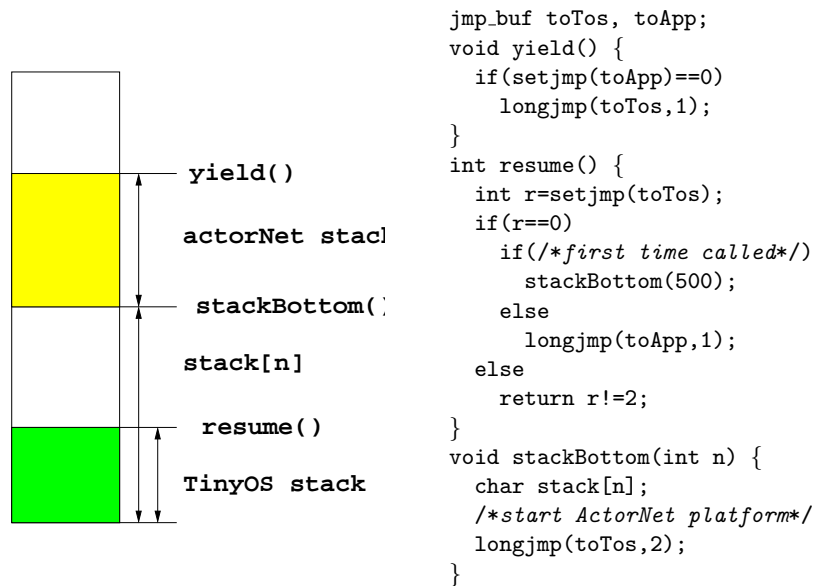 yield()
actorNet stac
stackBottom(
stack[n]
resume()
TinyOS stack
jmp_buf toTos, toApp;
void yield() {
  if(setjmp(toApp)==0)
    longjmp(toTos,1);
}
int resume() {
  int r=setjmp(toTos);
  if(r==0)
    if(/*first time called*/)
      stackBottom(500);
    else
      longjmp(toApp,1);
  else
    return r!=2;
}
void stackBottom(int n) {
  char stack[n];
  /*start ActorNet platform*/
  longjmp(toTos,2);
}